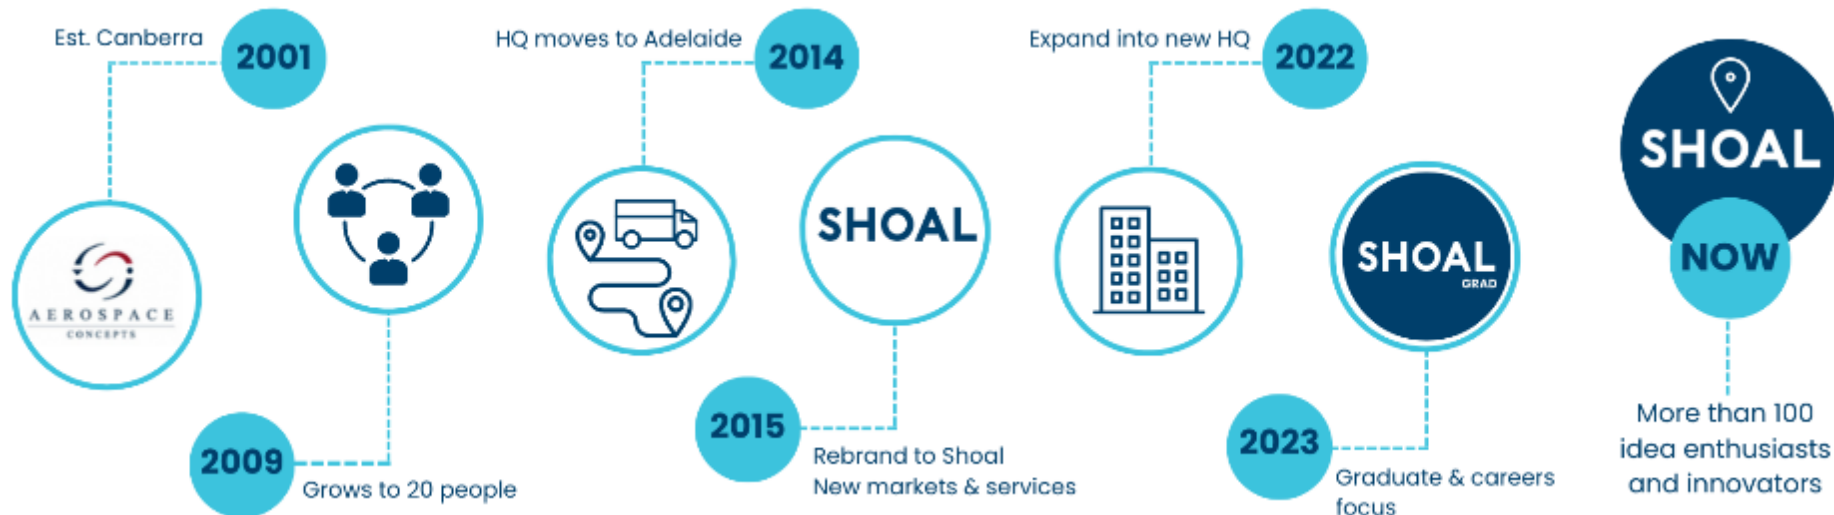 Est. Canberra
2001
AEROSPACE
CONCEPTS
2009
Grows to 20 people
HQ moves to Adelaide
2014
SHOAL
2015
Rebrand to Shoal
New markets & services
Expand into new HQ
2022
SHOAL
GRAD
2023
Graduate & careers
focus
SHOAL
NOW
More than 100
idea enthusiasts
and innovators